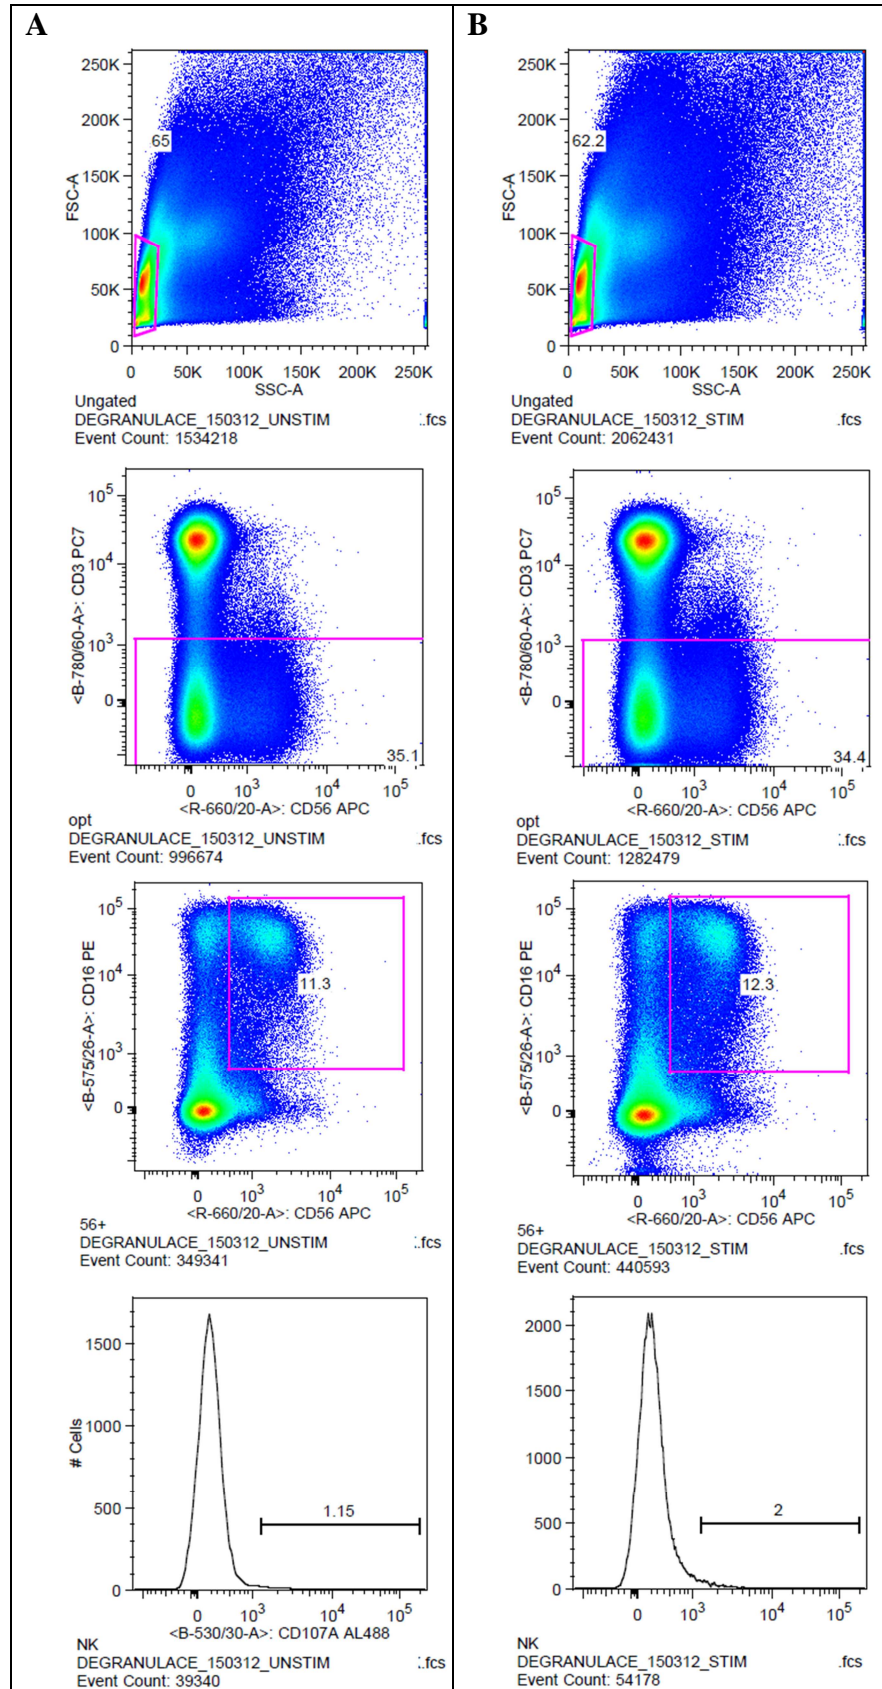 A
250K
200K
150K
100K
50K
0
FSC-A
65
0 50K 100K 150K 200K 250K
SSC-A
Ungated
DEGRANULACE_150312_UNSTIM .fcs
Event Count: 1534218
10^5
10^4
10^3
0
<B-780/60-A>: CD3 PC7
35.1
0 10^3 10^4 10^5
<R-660/20-A>: CD56 APC
opt
DEGRANULACE_150312_UNSTIM .fcs
Event Count: 996674
10^5
10^4
10^3
0
<B-575/26-A>: CD16 PE
11.3
0 10^3 10^4 10^5
<R-660/20-A>: CD56 APC
56+
DEGRANULACE_150312_UNSTIM .fcs
Event Count: 349341
1500
1000
500
0
# Cells
1.15
0 10^3 10^4 10^5
<B-530/30-A>: CD107A AL488
NK
DEGRANULACE_150312_UNSTIM .fcs
Event Count: 39340
B
250K
200K
150K
100K
50K
0
FSC-A
62.2
0 50K 100K 150K 200K 250K
SSC-A
Ungated
DEGRANULACE_150312_STIM .fcs
Event Count: 2062431
10^5
10^4
10^3
0
<B-780/60-A>: CD3 PC7
34.4
0 10^3 10^4 10^5
<R-660/20-A>: CD56 APC
opt
DEGRANULACE_150312_STIM .fcs
Event Count: 1282479
10^5
10^4
10^3
0
<B-575/26-A>: CD16 PE
12.3
0 10^3 10^4 10^5
<R-660/20-A>: CD56 APC
56+
DEGRANULACE_150312_STIM .fcs
Event Count: 440593
2000
1500
1000
500
0
2
0 10^3 10^4 10^5
NK
DEGRANULACE_150312_STIM .fcs
Event Count: 54178